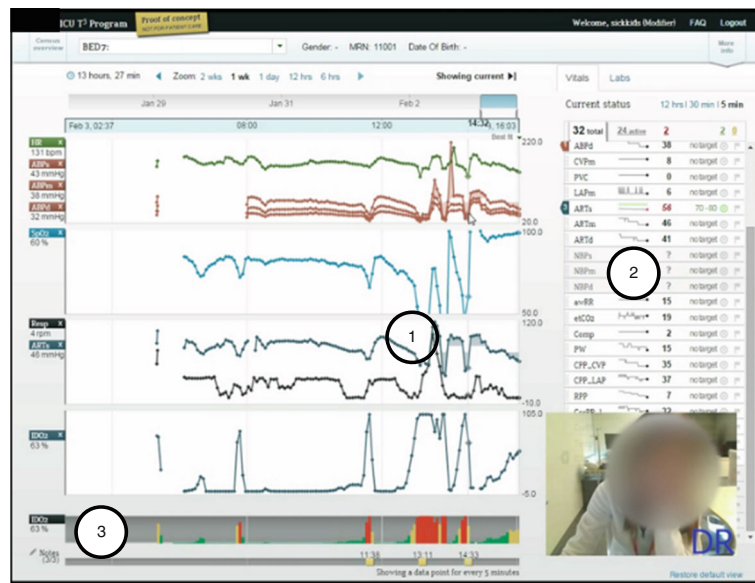 ICU T³ Program
Proof of concept
NOT FOR PATIENT CARE
Welcome, sickkids (Modifier) FAQ Logout
Census overview
BED7:
Gender: - MRN: 11001 Date Of Birth: -
More info
13 hours, 27 min
Zoom: 2 wks 1 wk 1 day 12 hrs 6 hrs
Showing current
Jan 29 Jan 31 Feb 2
Feb 3, 02:37 08:00 12:00 14:32 16:03
Best fit
HR x
131 bpm
ABPs x
43 mmHg
ABPm x
38 mmHg
ABPd x
32 mmHg
220.0
20.0
SpO2 x
60 %
100.0
50.0
Resp x
4 rpm
ARTs x
46 mmHg
120.0
-10.0
1
IDO2 x
63 %
105.0
-5.0
IDO2
63 %
3
Notes
(3/3)
11:38 13:11 14:33
Showing a data point for every 5 minutes
Vitals Labs
Current status 12 hrs | 30 min | 5 min
32 total 24 active 2 2 0
ABPd 38 no target
CVPm 8 no target
PVC 0 no target
LAPm 6 no target
ARTs 54 70-80
ARTm 46 no target
ARTd 41 no target
NBPs ? no target
NBPm ? no target
NBPd ? no target
2
awRR 15 no target
etCO2 19 no target
Comp 2 no target
PW 15 no target
CPP_CVP 35 no target
CPP_LAP 37 no target
RPP 7 no target
DR
Restore default view